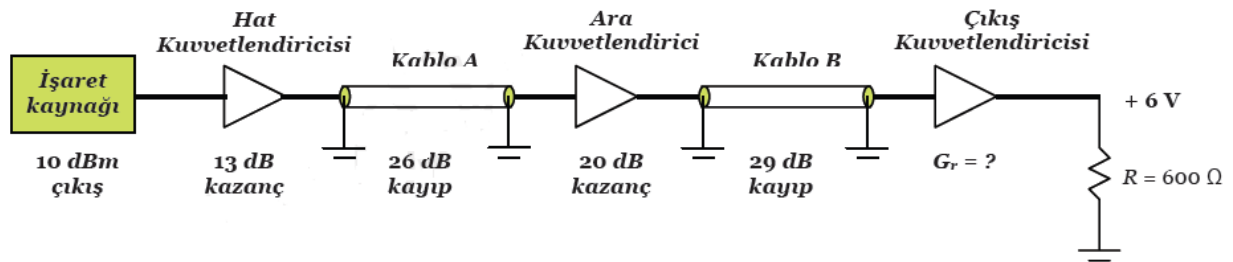 İşaret
kaynağı
10 dBm
çıkış
Hat
Kuvvetlendiricisi
13 dB
kazanç
Kablo A
26 dB
kayıp
Ara
Kuvvetlendirici
20 dB
kazanç
Kablo B
29 dB
kayıp
Çıkış
Kuvvetlendiricisi
Gᵣ = ?
+ 6 V
R = 600 Ω